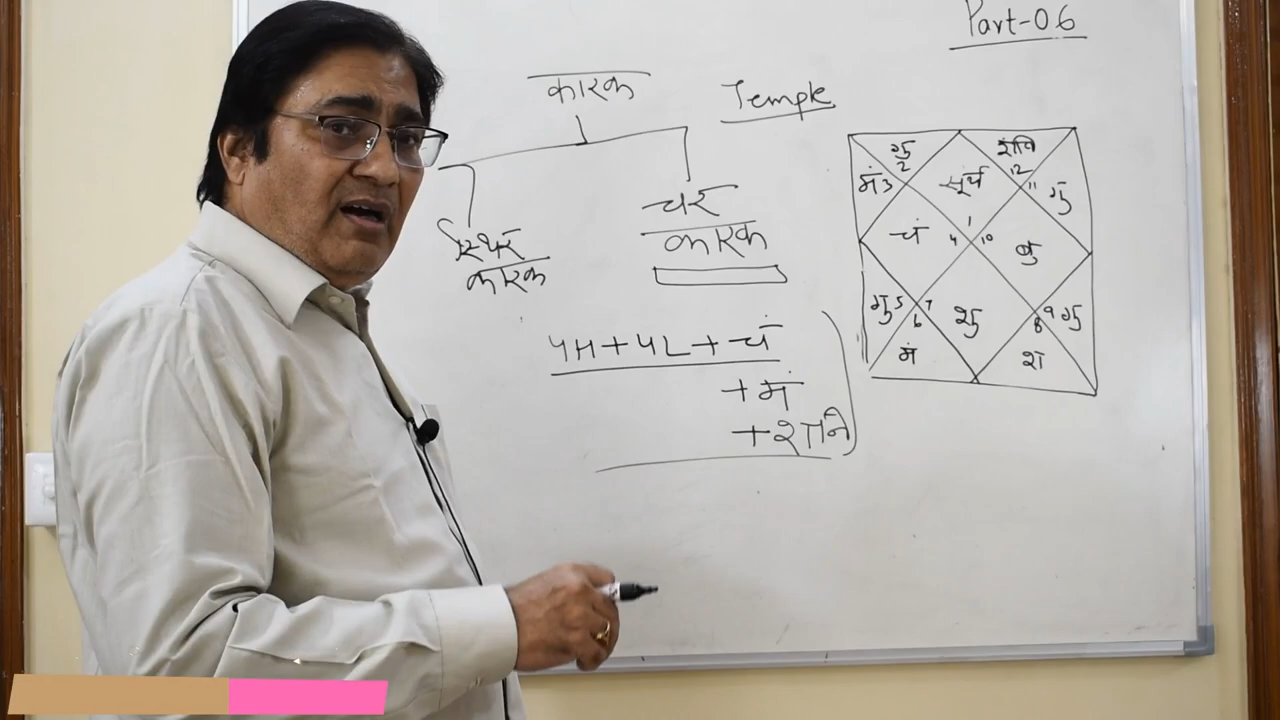 Part-06
कारक
Temple
स्थिर
कारक
चर
कारक
4H+4L+चं
+मं
+शनि
गु
2
मं 3
सूर्य
1
शनि
12
11 गु
चं 4
10 बु
गु 5
6
मं
7
शु
8
श
9 गु